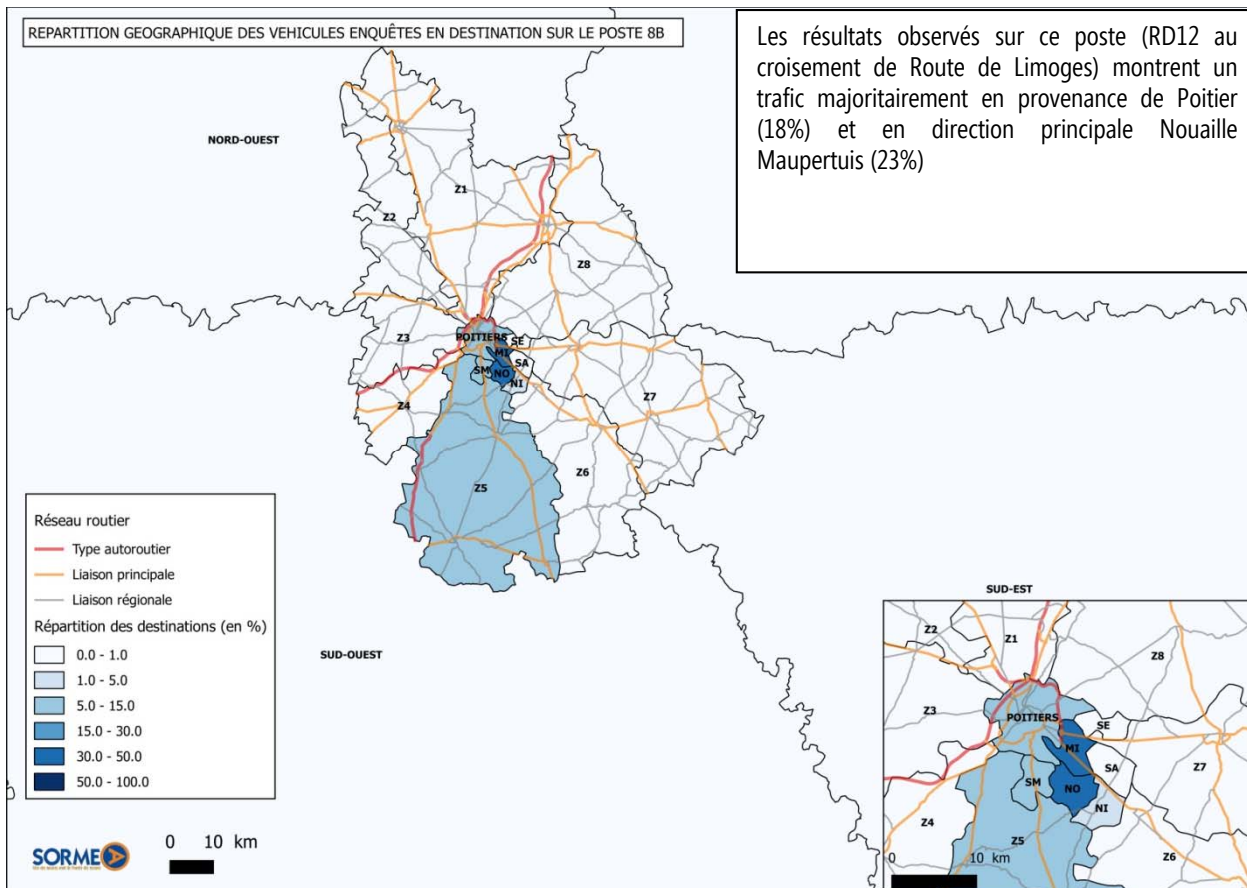 REPARTITION GEOGRAPHIQUE DES VEHICULES ENQUÊTES EN DESTINATION SUR LE POSTE 8B
Les résultats observés sur ce poste (RD12 au
croisement de Route de Limoges) montrent un
trafic majoritairement en provenance de Poitier
(18%) et en direction principale Nouaille
Maupertuis (23%)
NORD-OUEST
Z1
Z2
Z8
Z3
POITIERS
SE
MI
SA
SM
NO
NI
Z4
Z7
Z6
Z5
Réseau routier
Type autoroutier
Liaison principale
Liaison régionale
Répartition des destinations (en %)
0.0 - 1.0
1.0 - 5.0
5.0 - 15.0
15.0 - 30.0
30.0 - 50.0
50.0 - 100.0
SUD-OUEST
SUD-EST
Z2
Z1
Z8
Z3
POITIERS
SE
MI
SA
Z7
SM
NO
NI
Z4
Z5
Z6
0 10 km
SORMEA
0 10 km